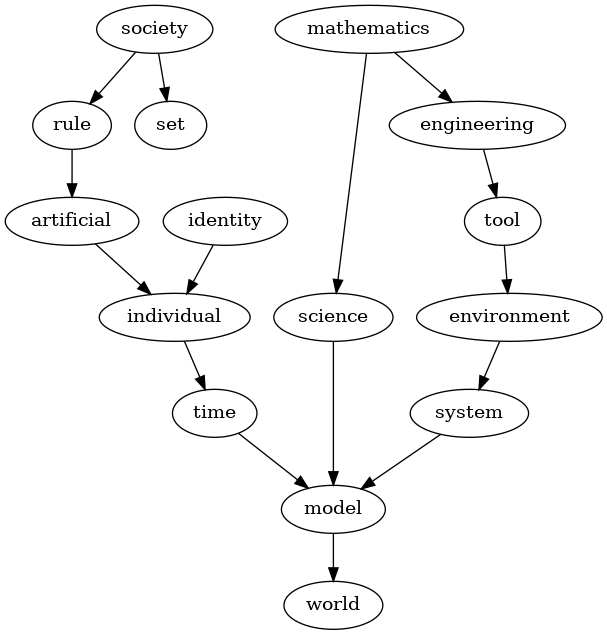 society
mathematics
rule
set
engineering
artificial
identity
tool
individual
science
environment
time
system
model
world